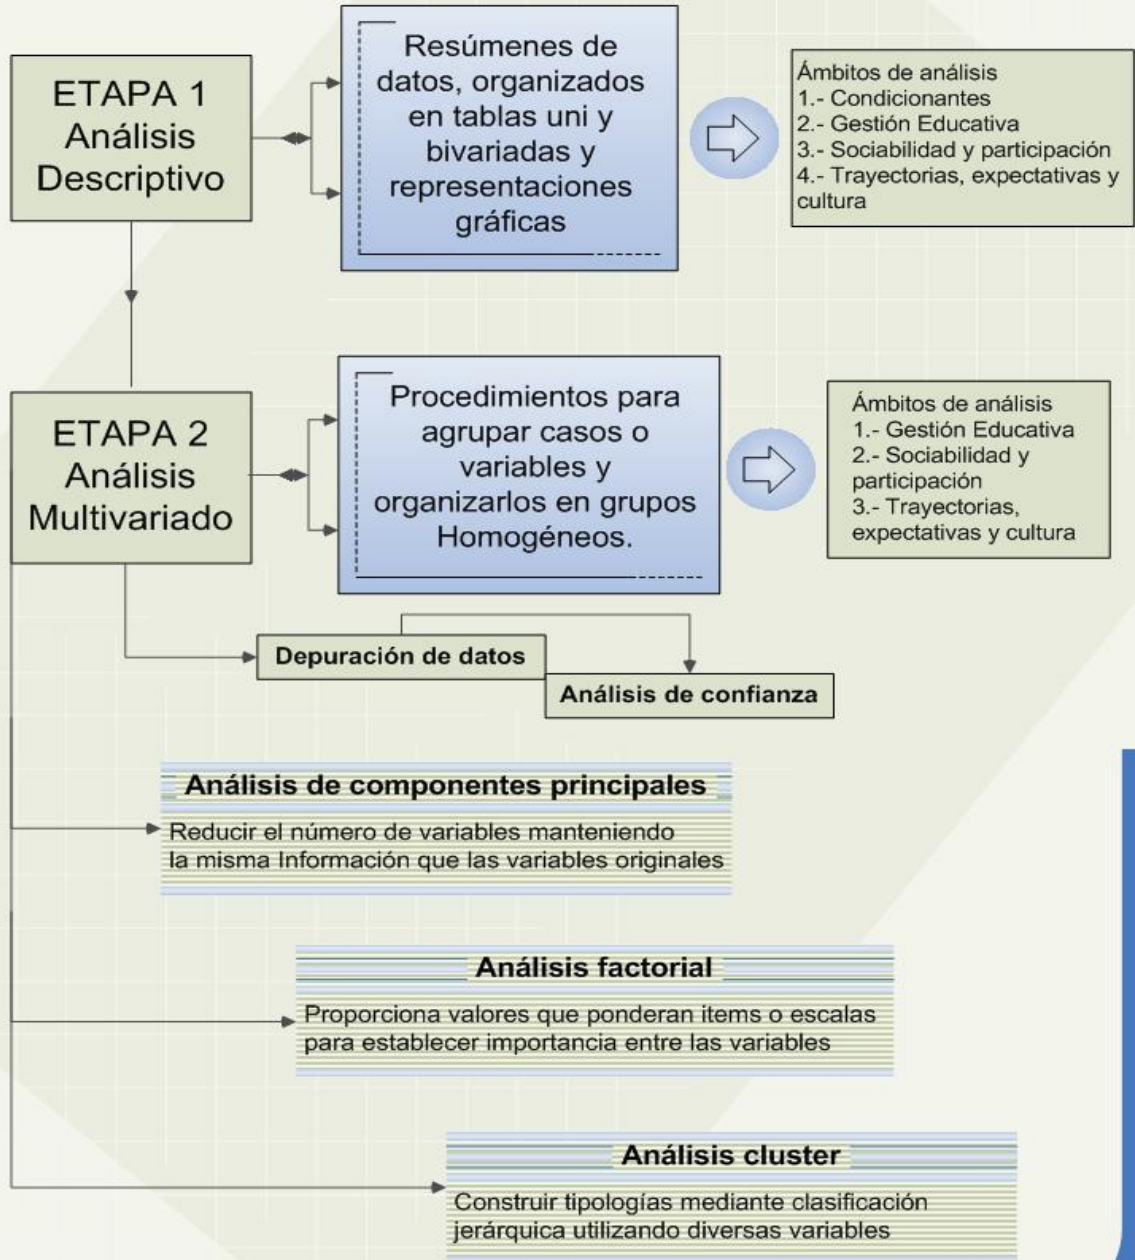 ETAPA 1
Análisis
Descriptivo
Resúmenes de
datos, organizados
en tablas uni y
bivariadas y
representaciones
gráficas
Ámbitos de análisis
1.- Condicionantes
2.- Gestión Educativa
3.- Sociabilidad y participación
4.- Trayectorias, expectativas y
cultura
ETAPA 2
Análisis
Multivariado
Procedimientos para
agrupar casos o
variables y
organizarlos en grupos
Homogéneos.
Ámbitos de análisis
1.- Gestión Educativa
2.- Sociabilidad y
participación
3.- Trayectorias,
expectativas y cultura
Depuración de datos
Análisis de confianza
Análisis de componentes principales
Reducir el número de variables manteniendo
la misma Información que las variables originales
Análisis factorial
Proporciona valores que ponderan items o escalas
para establecer importancia entre las variables
Análisis cluster
Construir tipologías mediante clasificación
jerárquica utilizando diversas variables